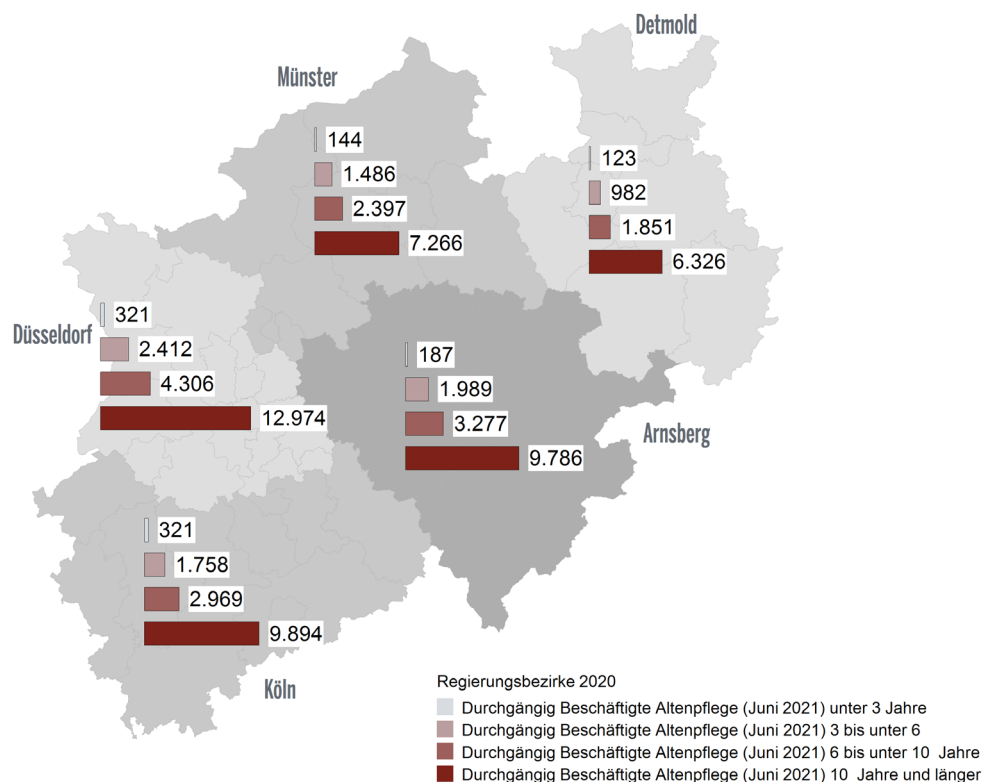 Detmold
Münster
144
1.486
2.397
7.266
123
982
1.851
6.326
Düsseldorf
321
2.412
4.306
12.974
187
1.989
3.277
9.786
Arnsberg
321
1.758
2.969
9.894
Köln
Regierungsbezirke 2020
Durchgängig Beschäftigte Altenpflege (Juni 2021) unter 3 Jahre
Durchgängig Beschäftigte Altenpflege (Juni 2021) 3 bis unter 6
Durchgängig Beschäftigte Altenpflege (Juni 2021) 6 bis unter 10 Jahre
Durchgängig Beschäftigte Altenpflege (Juni 2021) 10 Jahre und länger